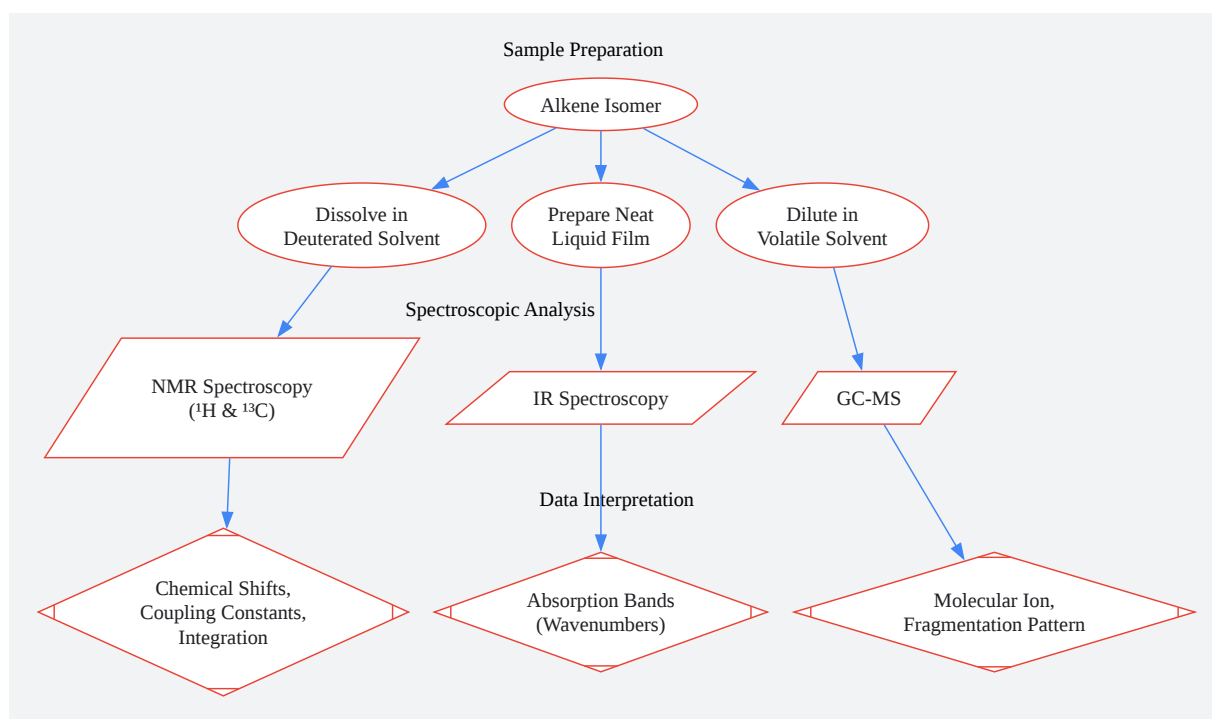 Sample Preparation
Alkene Isomer
Dissolve in
Deuterated Solvent
Prepare Neat
Liquid Film
Dilute in
Volatile Solvent
Spectroscopic Analysis
NMR Spectroscopy
(¹H & ¹³C)
IR Spectroscopy
GC-MS
Data Interpretation
Chemical Shifts,
Coupling Constants,
Integration
Absorption Bands
(Wavenumbers)
Molecular Ion,
Fragmentation Pattern